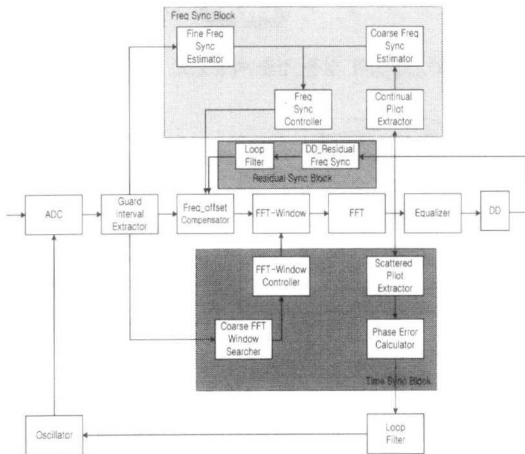 Freq Sync Block
Fine Freq
Sync
Estimator
Coarse Freq
Sync
Estimator
Freq
Sync
Controller
Continual
Pilot
Extractor
Loop
Filter
DD_Residual
Freq Sync
Residual Sync Block
ADC
Guard
Interval
Extractor
Freq_offset
Compensator
FFT-Window
FFT
Equalizer
DD
FFT-Window
Controller
Scattered
Pilot
Extractor
Coarse FFT
Window
Searcher
Phase Error
Calculator
Time Sync Block
Oscillator
Loop
Filter